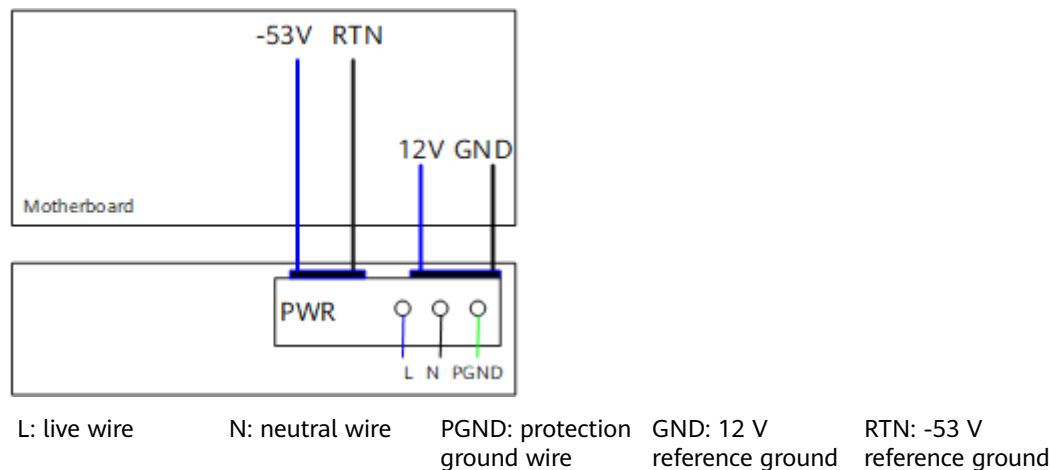 -53V RTN
12V GND
Motherboard
PWR
L N PGND
L: live wire N: neutral wire PGND: protection ground wire GND: 12 V reference ground RTN: -53 V reference ground